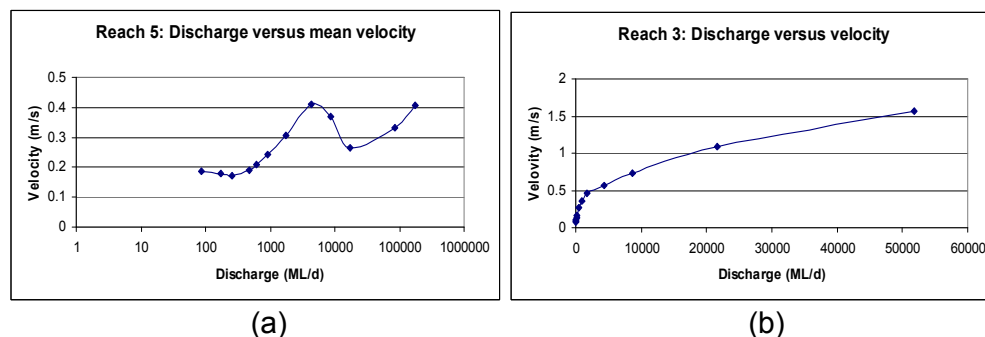 Reach 5: Discharge versus mean velocity
Velocity (m/s)
0.5
0.4
0.3
0.2
0.1
0
1 10 100 1000 10000 100000 1000000
Discharge (ML/d)
(a)
Reach 3: Discharge versus velocity
Velovity (m/s)
2
1.5
1
0.5
0
0 10000 20000 30000 40000 50000 60000
Discharge (ML/d)
(b)